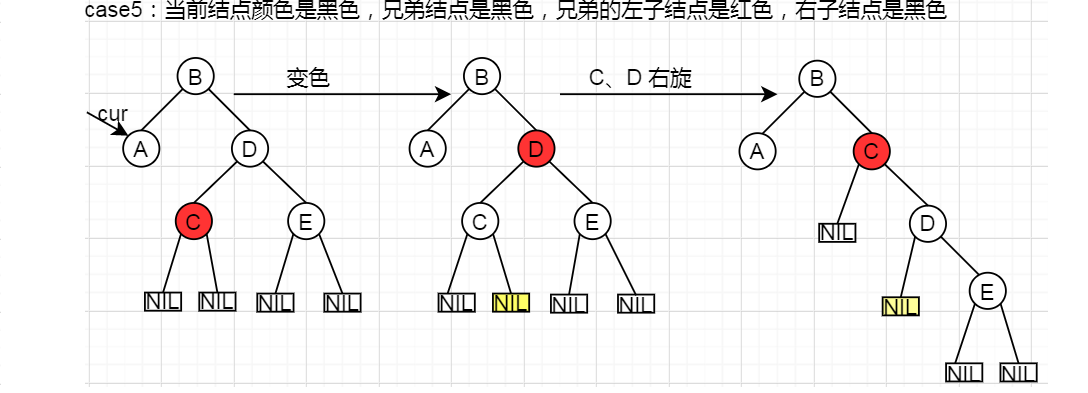 case5：当前结点颜色是黑色，兄弟结点是黑色，兄弟的左子结点是红色，右子结点是黑色
B 变色 B C、D 右旋 B
cur
A D A D A C
C E C E NIL D
NIL NIL NIL NIL NIL NIL NIL NIL NIL E
NIL NIL